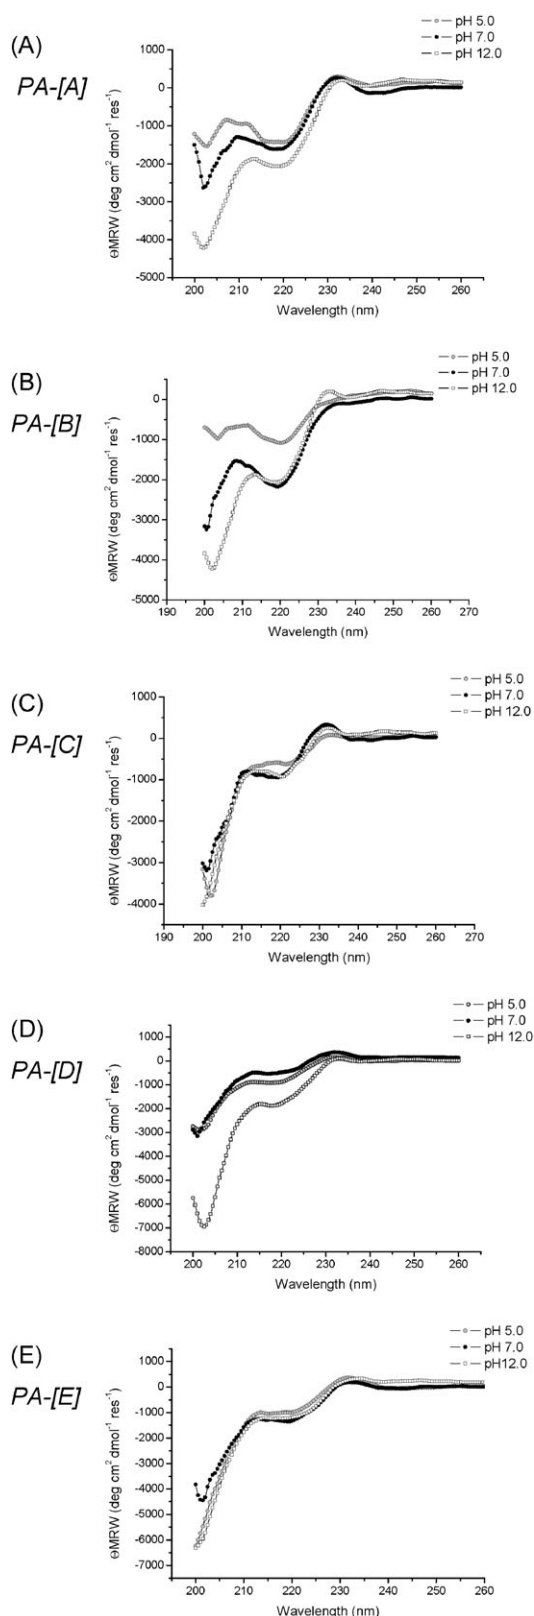 (A)
PA-[A]
pH 5.0
pH 7.0
pH 12.0
1000
0
-1000
-2000
-3000
-4000
-5000
ΘMRW (deg cm² dmol⁻¹ res⁻¹)
200 210 220 230 240 250 260
Wavelength (nm)
(B)
PA-[B]
pH 5.0
pH 7.0
pH 12.0
0
-1000
-2000
-3000
-4000
-5000
ΘMRW (deg cm² dmol⁻¹ res⁻¹)
190 200 210 220 230 240 250 260 270
Wavelength (nm)
(C)
PA-[C]
pH 5.0
pH 7.0
pH 12.0
1000
0
-1000
-2000
-3000
-4000
ΘMRW (deg cm² dmol⁻¹ res⁻¹)
190 200 210 220 230 240 250 260 270
Wavelength (nm)
(D)
PA-[D]
pH 5.0
pH 7.0
pH 12.0
1000
0
-1000
-2000
-3000
-4000
-5000
-6000
-7000
-8000
ΘMRW (deg cm² dmol⁻¹ res⁻¹)
200 210 220 230 240 250 260
Wavelength (nm)
(E)
PA-[E]
pH 5.0
pH 7.0
pH12.0
1000
0
-1000
-2000
-3000
-4000
-5000
-6000
-7000
ΘMRW (deg cm² dmol⁻¹ res⁻¹)
200 210 220 230 240 250 260
Wavelength (nm)